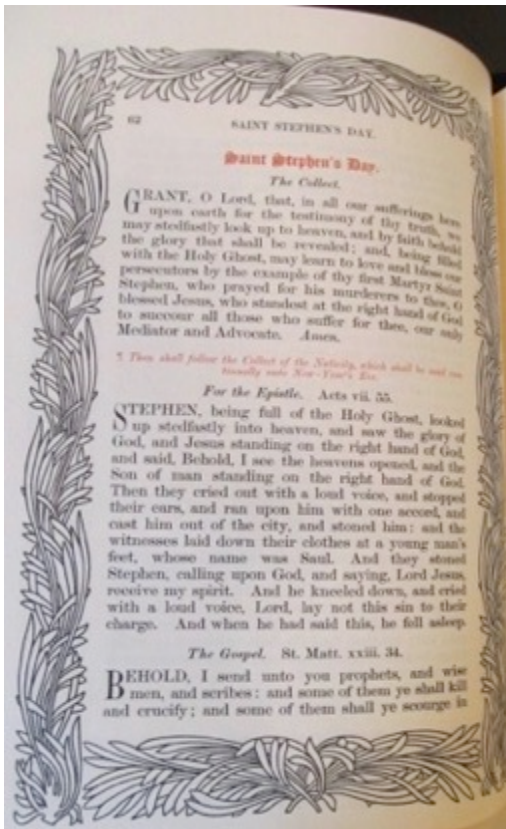 62
SAINT STEPHEN'S DAY.
Saint Stephen's Day.
The Collect.
GRANT, O Lord, that, in all our sufferings here
upon earth for the testimony of thy truth, we
may stedfastly look up to heaven, and by faith behold
the glory that shall be revealed; and, being filled
with the Holy Ghost, may learn to love and bless our
persecutors by the example of thy first Martyr Saint
Stephen, who prayed for his murderers to thee, O
blessed Jesus, who standest at the right hand of God
to succour all those who suffer for thee, our only
Mediator and Advocate. Amen.
¶ Then shall follow the Collect of the Nativity, which shall be said con-
tinually unto New-Year's Eve.
For the Epistle. Acts vii. 55.
STEPHEN, being full of the Holy Ghost, looked
up stedfastly into heaven, and saw the glory of
God, and Jesus standing on the right hand of God,
and said, Behold, I see the heavens opened, and the
Son of man standing on the right hand of God.
Then they cried out with a loud voice, and stopped
their ears, and ran upon him with one accord, and
cast him out of the city, and stoned him: and the
witnesses laid down their clothes at a young man's
feet, whose name was Saul. And they stoned
Stephen, calling upon God, and saying, Lord Jesus,
receive my spirit. And he kneeled down, and cried
with a loud voice, Lord, lay not this sin to their
charge. And when he had said this, he fell asleep.
The Gospel. St. Matt. xxiii. 34.
BEHOLD, I send unto you prophets, and wise
men, and scribes: and some of them ye shall kill
and crucify; and some of them shall ye scourge in